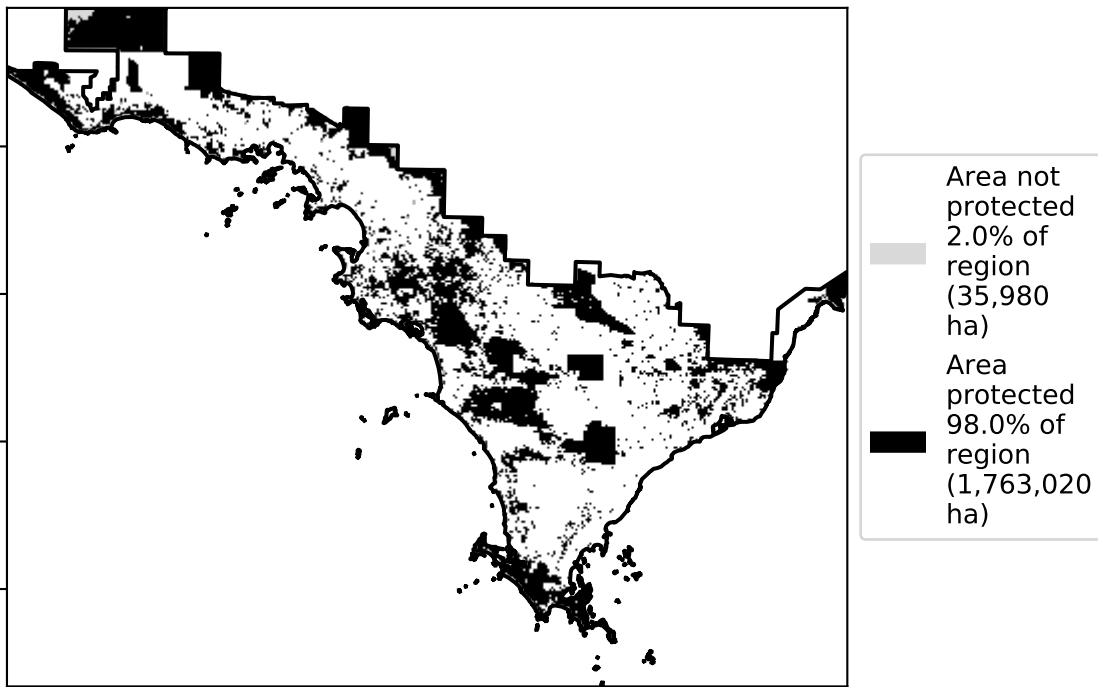 Area not
protected
2.0% of
region
(35,980
ha)
Area
protected
98.0% of
region
(1,763,020
ha)